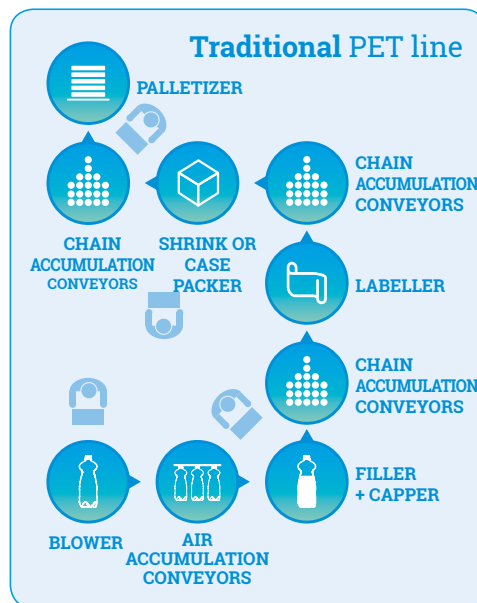 Traditional PET line
PALLETIZER
CHAIN
ACCUMULATION
CONVEYORS
SHRINK OR
CASE
PACKER
CHAIN
ACCUMULATION
CONVEYORS
LABELLER
CHAIN
ACCUMULATION
CONVEYORS
FILLER
+ CAPPER
BLOWER
AIR
ACCUMULATION
CONVEYORS